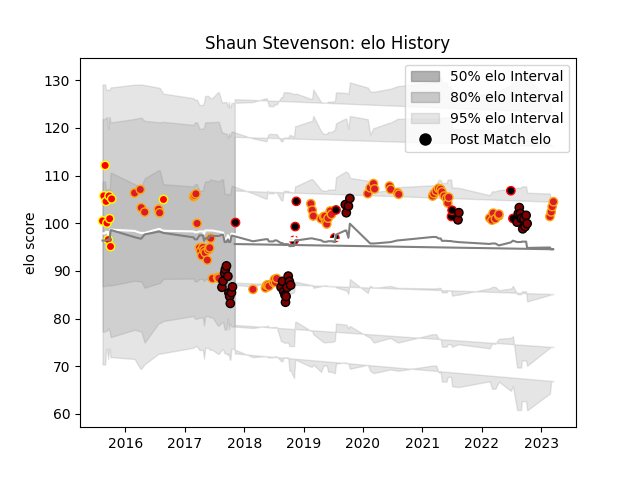 Shaun Stevenson: elo History
130
120
110
100
90
80
70
60
elo score
50% elo Interval
80% elo Interval
95% elo Interval
Post Match elo
2016
2017
2018
2019
2020
2021
2022
2023